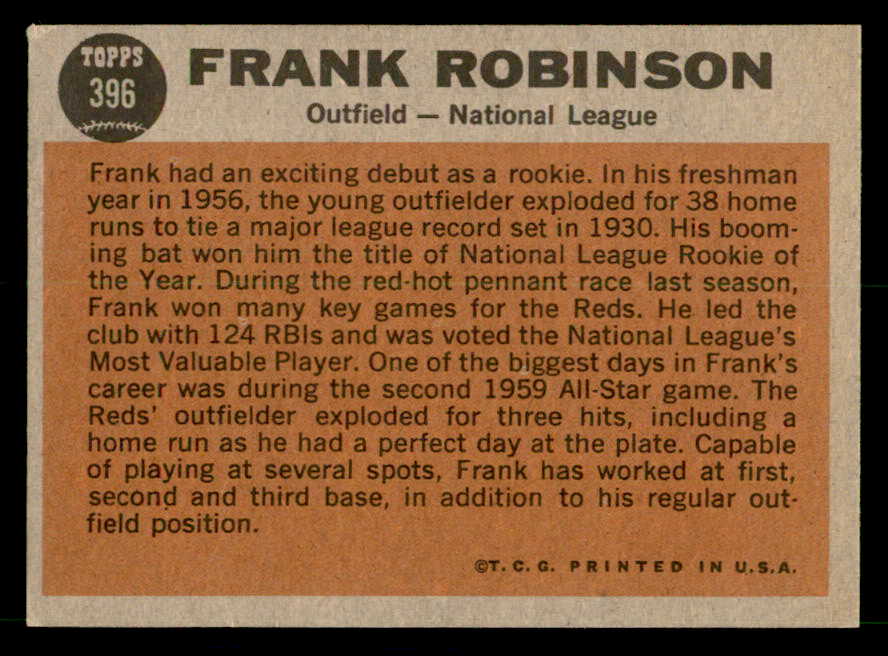 TOPPS
396
FRANK ROBINSON
Outfield — National League
Frank had an exciting debut as a rookie. In his freshman
year in 1956, the young outfielder exploded for 38 home
runs to tie a major league record set in 1930. His boom-
ing bat won him the title of National League Rookie of
the Year. During the red-hot pennant race last season,
Frank won many key games for the Reds. He led the
club with 124 RBIs and was voted the National League's
Most Valuable Player. One of the biggest days in Frank's
career was during the second 1959 All-Star game. The
Reds' outfielder exploded for three hits, including a
home run as he had a perfect day at the plate. Capable
of playing at several spots, Frank has worked at first,
second and third base, in addition to his regular out-
field position.
©T. C. G. PRINTED IN U.S.A.